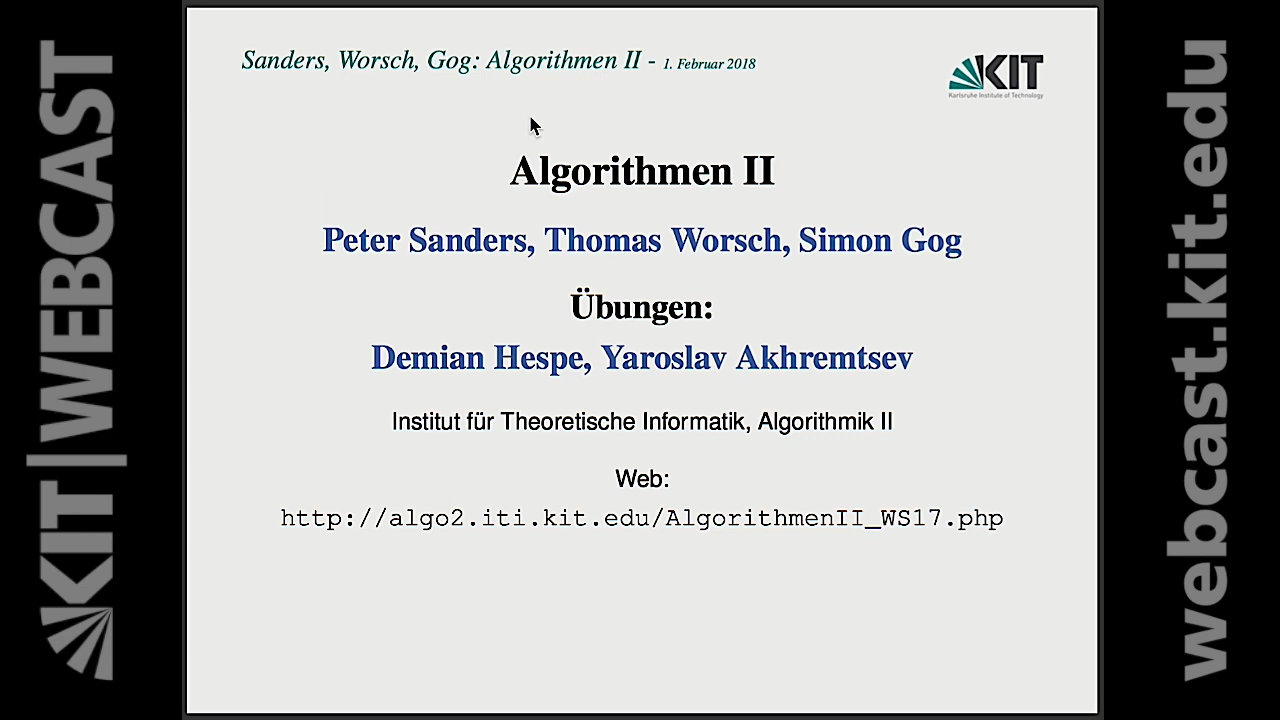 KIT|WEBCAST
Sanders, Worsch, Gog: Algorithmen II - 1. Februar 2018
KIT
Karlsruhe Institute of Technology
Algorithmen II
Peter Sanders, Thomas Worsch, Simon Gog
Übungen:
Demian Hespe, Yaroslav Akhremtsev
Institut für Theoretische Informatik, Algorithmik II
Web:
http://algo2.iti.kit.edu/AlgorithmenII_WS17.php
webcast.kit.edu